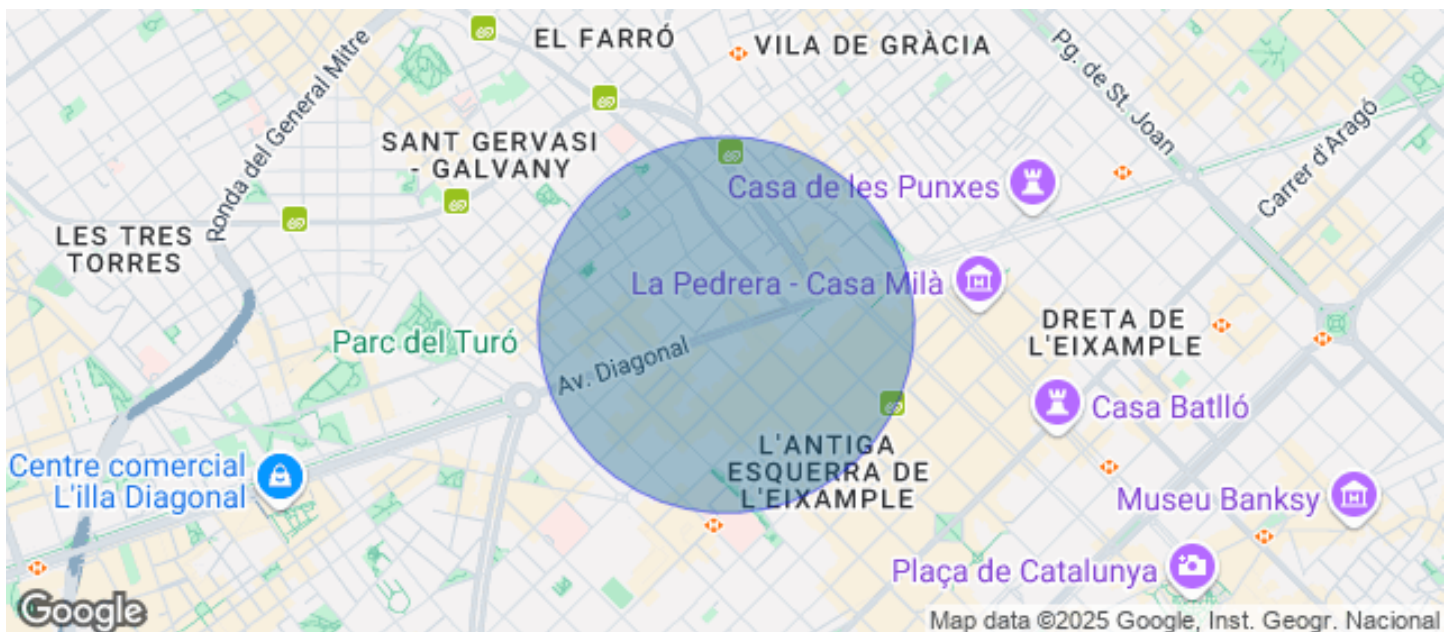 EL FARRÓ
VILA DE GRÀCIA
Pg. de St. Joan
Ronda del General Mitre
Carrer d'Aragó
SANT GERVASI
- GALVANY
Casa de les Punxes
LES TRES
TORRES
La Pedrera - Casa Milà
DRETA DE
L'EIXAMPLE
Parc del Turó
Av. Diagonal
Casa Batlló
L'ANTIGA
ESQUERRA DE
L'EIXAMPLE
Centre comercial
L'illa Diagonal
Museu Banksy
Plaça de Catalunya
Google
Map data ©2025 Google, Inst. Geogr. Nacional